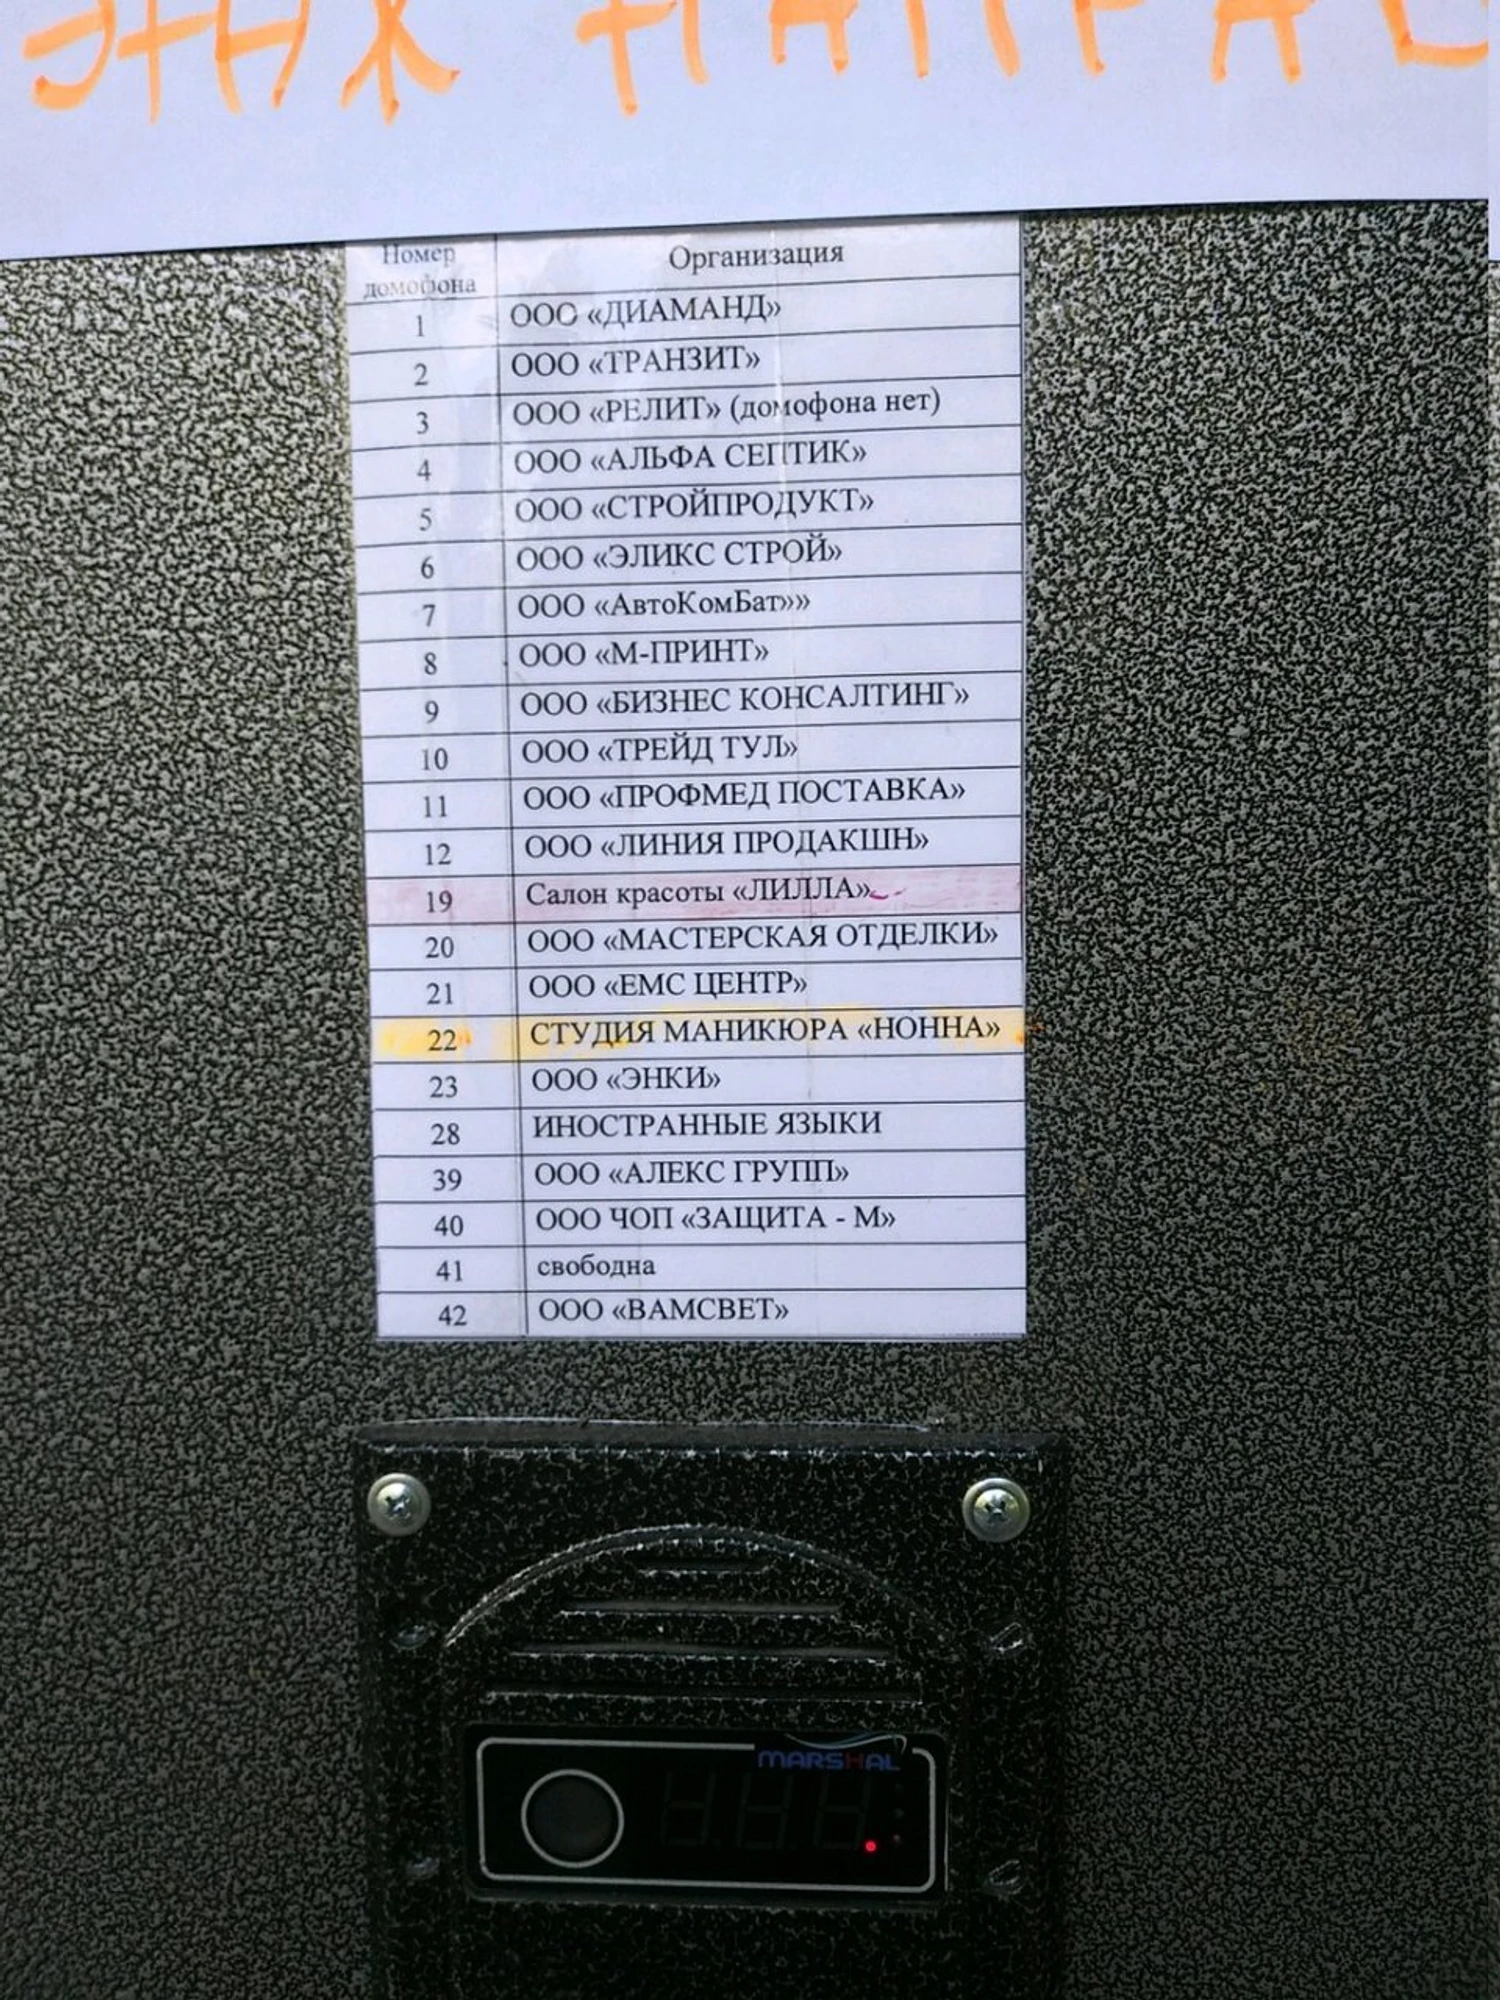 Номер домофона Организация
1 ООО «ДИАМАНД»
2 ООО «ТРАНЗИТ»
3 ООО «РЕЛИТ» (домофона нет)
4 ООО «АЛЬФА СЕПТИК»
5 ООО «СТРОЙПРОДУКТ»
6 ООО «ЭЛИКС СТРОЙ»
7 ООО «АвтоКомБат»»
8 ООО «М-ПРИНТ»
9 ООО «БИЗНЕС КОНСАЛТИНГ»
10 ООО «ТРЕЙД ТУЛ»
11 ООО «ПРОФМЕД ПОСТАВКА»
12 ООО «ЛИНИЯ ПРОДАКШН»
19 Салон красоты «ЛИЛЛА»
20 ООО «МАСТЕРСКАЯ ОТДЕЛКИ»
21 ООО «ЕМС ЦЕНТР»
22 СТУДИЯ МАНИКЮРА «НОННА»
23 ООО «ЭНКИ»
28 ИНОСТРАННЫЕ ЯЗЫКИ
39 ООО «АЛЕКС ГРУПП»
40 ООО ЧОП «ЗАЩИТА - М»
41 свободна
42 ООО «ВАМСВЕТ»
MARSHAL